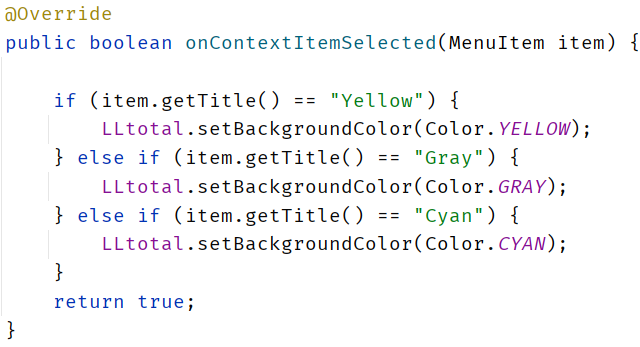 @Override
public boolean onContextItemSelected(MenuItem item) {

    if (item.getTitle() == "Yellow") {
        LLtotal.setBackgroundColor(Color.YELLOW);
    } else if (item.getTitle() == "Gray") {
        LLtotal.setBackgroundColor(Color.GRAY);
    } else if (item.getTitle() == "Cyan") {
        LLtotal.setBackgroundColor(Color.CYAN);
    }
    return true;
}